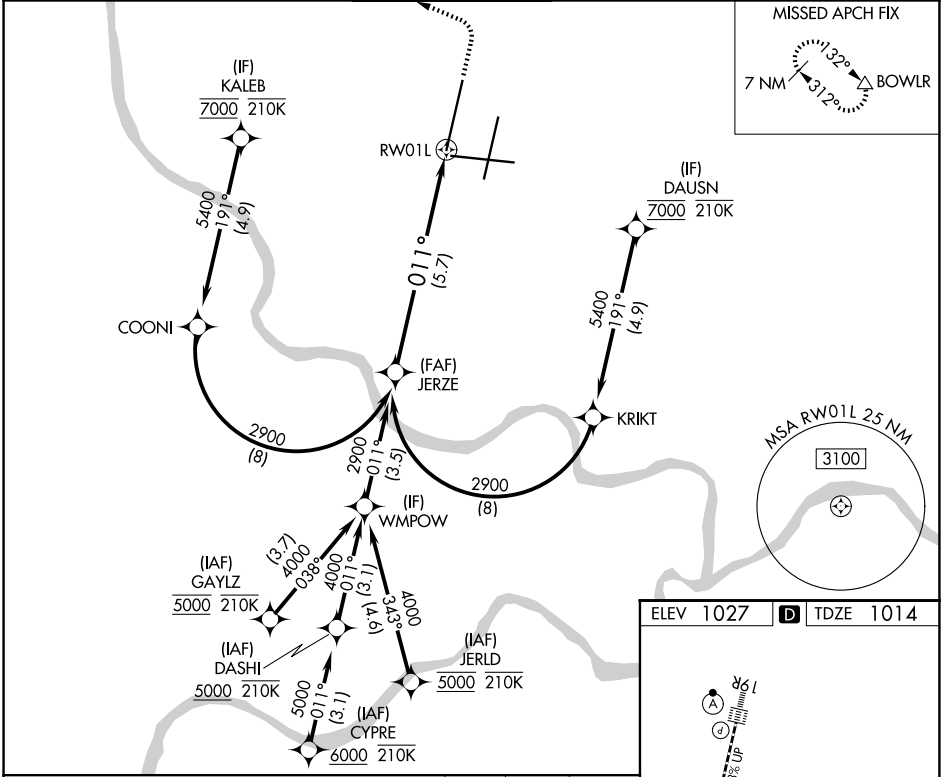 MISSED APCH FIX
7 NM
132°
312°
BOWLR
(IF)
KALEB
7000 210K
5400
191°
(4.9)
COONI
2900
(8)
RW01L
011°
(5.7)
(IF)
DAUSN
7000 210K
5400
191°
(4.9)
KRIKT
2900
(8)
(FAF)
JERZE
2900
011°
(3.5)
(IF)
WMPOW
(3.7)
4000
038°
4000
011°
(3.1)
4000
343°
(4.6)
(IAF)
GAYLZ
5000 210K
(IAF)
DASHI
5000 210K
5000
011°
(3.1)
(IAF)
JERLD
5000 210K
(IAF)
CYPRE
6000 210K
MSA RW01L 25 NM
3100
ELEV 1027 D TDZE 1014
19R
A
% UP